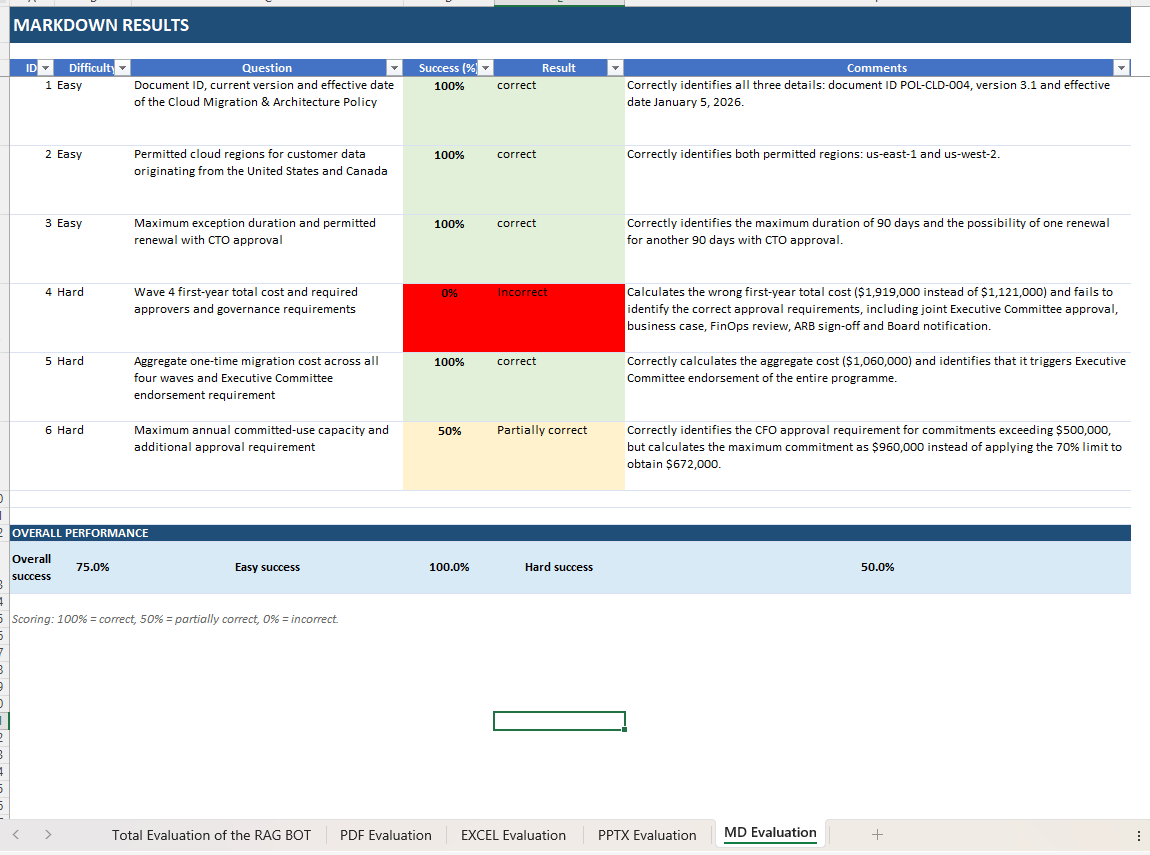 MARKDOWN RESULTS
ID Difficulty Question Success (%) Result Comments
1 Easy Document ID, current version and effective date 100% correct Correctly identifies all three details: document ID POL-CLD-004, version 3.1 and effective
of the Cloud Migration & Architecture Policy date January 5, 2026.
2 Easy Permitted cloud regions for customer data 100% correct Correctly identifies both permitted regions: us-east-1 and us-west-2.
originating from the United States and Canada
3 Easy Maximum exception duration and permitted 100% correct Correctly identifies the maximum duration of 90 days and the possibility of one renewal
renewal with CTO approval for another 90 days with CTO approval.
4 Hard Wave 4 first-year total cost and required 0% Incorrect Calculates the wrong first-year total cost ($1,919,000 instead of $1,121,000) and fails to
approvers and governance requirements identify the correct approval requirements, including joint Executive Committee approval,
business case, FinOps review, ARB sign-off and Board notification.
5 Hard Aggregate one-time migration cost across all 100% correct Correctly calculates the aggregate cost ($1,060,000) and identifies that it triggers Executive
four waves and Executive Committee Committee endorsement of the entire programme.
endorsement requirement
6 Hard Maximum annual committed-use capacity and 50% Partially correct Correctly identifies the CFO approval requirement for commitments exceeding $500,000,
additional approval requirement but calculates the maximum commitment as $960,000 instead of applying the 70% limit to
obtain $672,000.
OVERALL PERFORMANCE
Overall
success 75.0% Easy success 100.0% Hard success 50.0%
Scoring: 100% = correct, 50% = partially correct, 0% = incorrect.
Total Evaluation of the RAG BOT PDF Evaluation EXCEL Evaluation PPTX Evaluation MD Evaluation